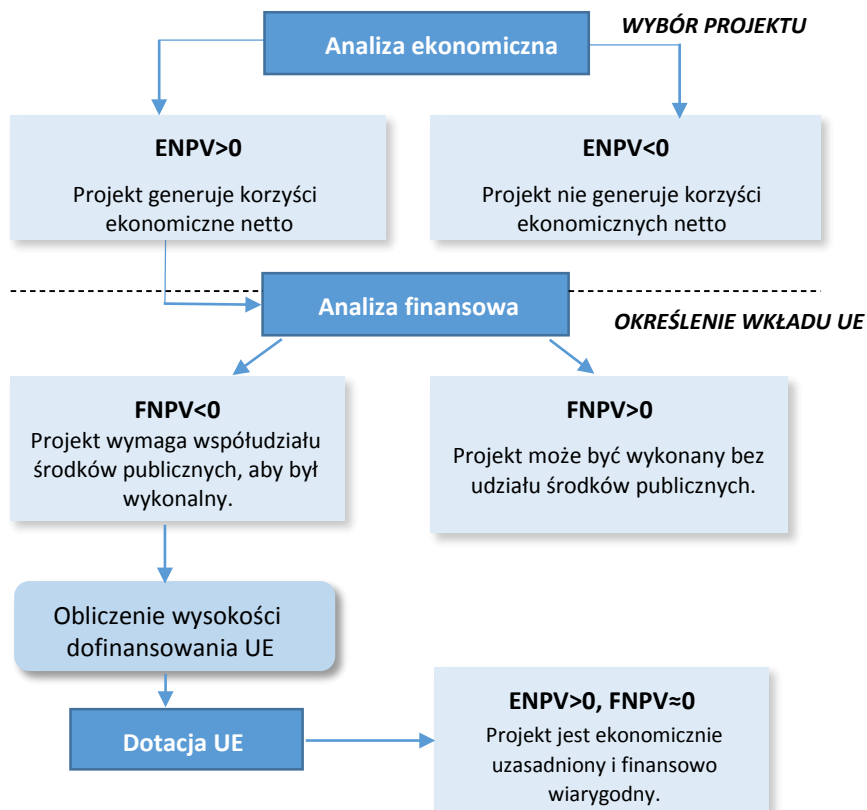 WYBÓR PROJEKTU
Analiza ekonomiczna
ENPV>0
Projekt generuje korzyści
ekonomiczne netto
ENPV<0
Projekt nie generuje korzyści
ekonomicznych netto
Analiza finansowa
OKREŚLENIE WKŁADU UE
FNPV<0
Projekt wymaga współudziału
środków publicznych, aby był
wykonalny.
FNPV>0
Projekt może być wykonany bez
udziału środków publicznych.
Obliczenie wysokości
dofinansowania UE
Dotacja UE
ENPV>0, FNPV≈0
Projekt jest ekonomicznie
uzasadniony i finansowo
wiarygodny.